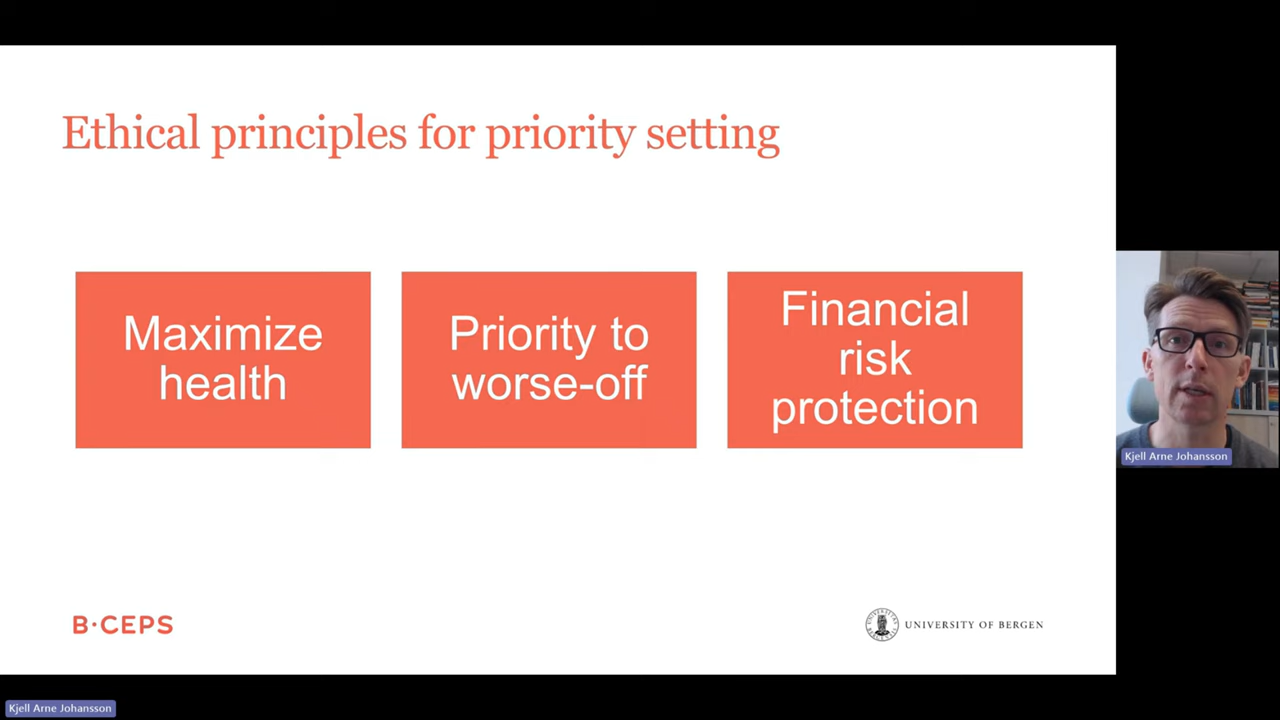 Ethical principles for priority setting
Maximize
health
Priority to
worse-off
Financial
risk
protection
Kjell Arne Johansson
B·CEPS
UNIVERSITY OF BERGEN
Kjell Arne Johansson